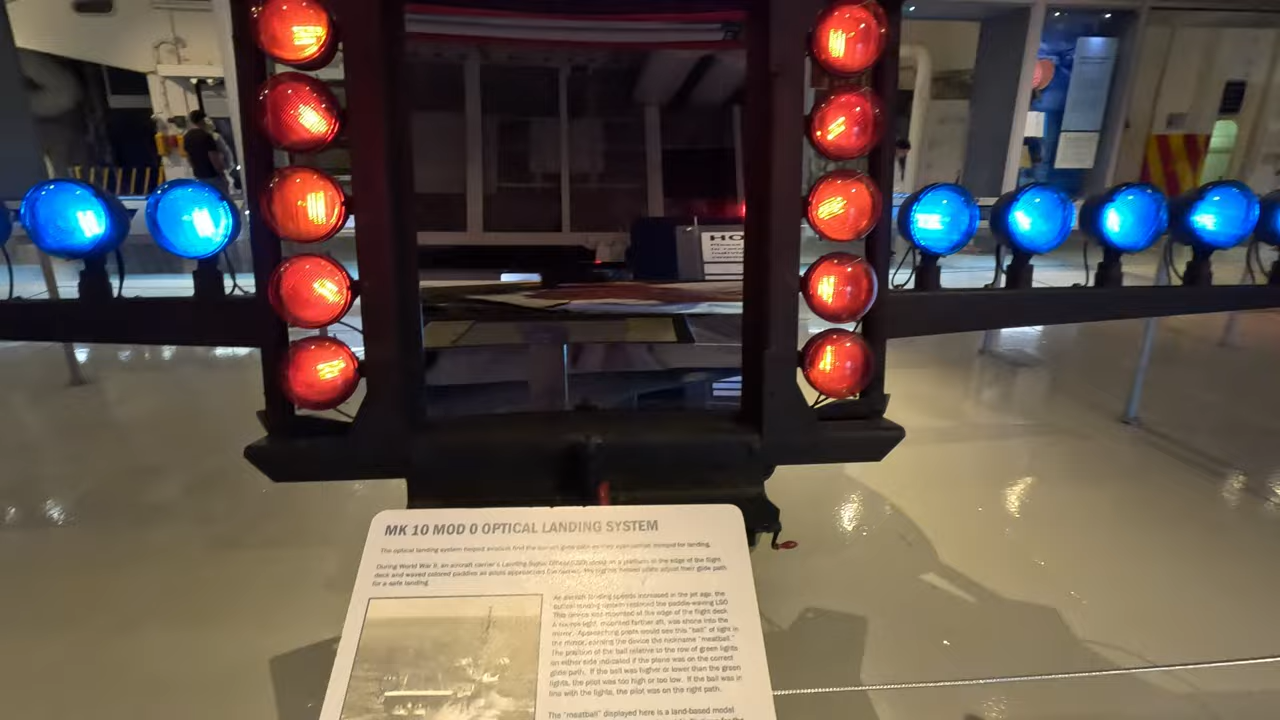 HO
Please
MK 10 MOD 0 OPTICAL LANDING SYSTEM
The optical landing system helped aviators find the correct glide path as they approached Intrepid for landing.
During World War II, an aircraft carrier's Landing Signal Officer (LSO) stood on a platform at the edge of the flight
deck and waved colored paddles as pilots approached the carrier. His signals helped pilots adjust their glide path
for a safe landing.
As aircraft landing speeds increased in the jet age, the
optical landing system replaced the paddle-waving LSO.
This device was mounted at the edge of the flight deck.
A source light, mounted farther aft, was shone into the
mirror. Approaching pilots would see this "ball" of light in
the mirror, earning the device the nickname "meatball."
The position of the ball relative to the row of green lights
on either side indicated if the plane was on the correct
glide path. If the ball was higher or lower than the green
lights, the pilot was too high or too low. If the ball was in
line with the lights, the pilot was on the right path.
The "meatball" displayed here is a land-based model
for the